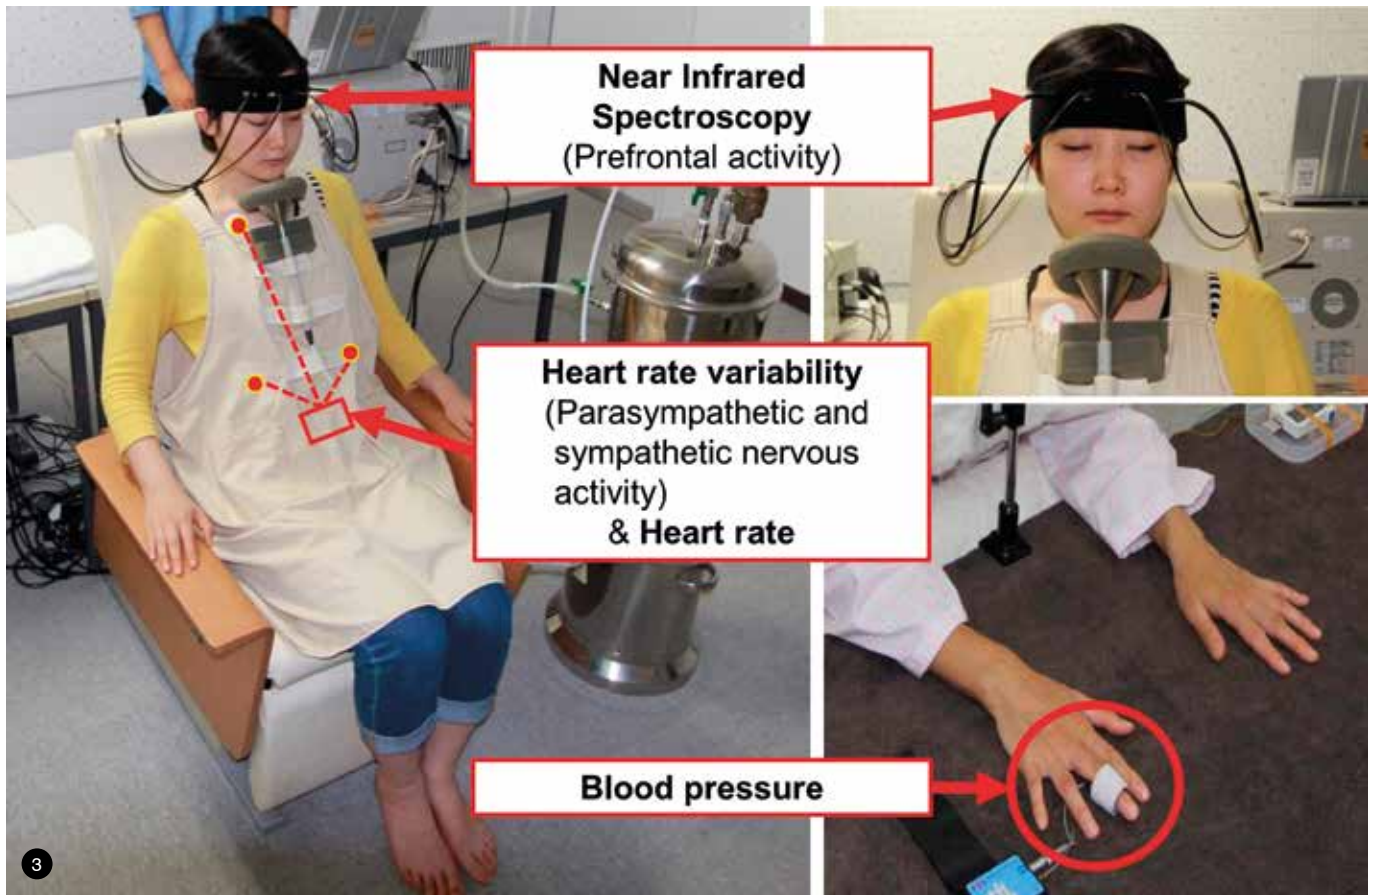 Near Infrared
Spectroscopy
(Prefrontal activity)
Heart rate variability
(Parasympathetic and
sympathetic nervous
activity)
& Heart rate
Blood pressure
3